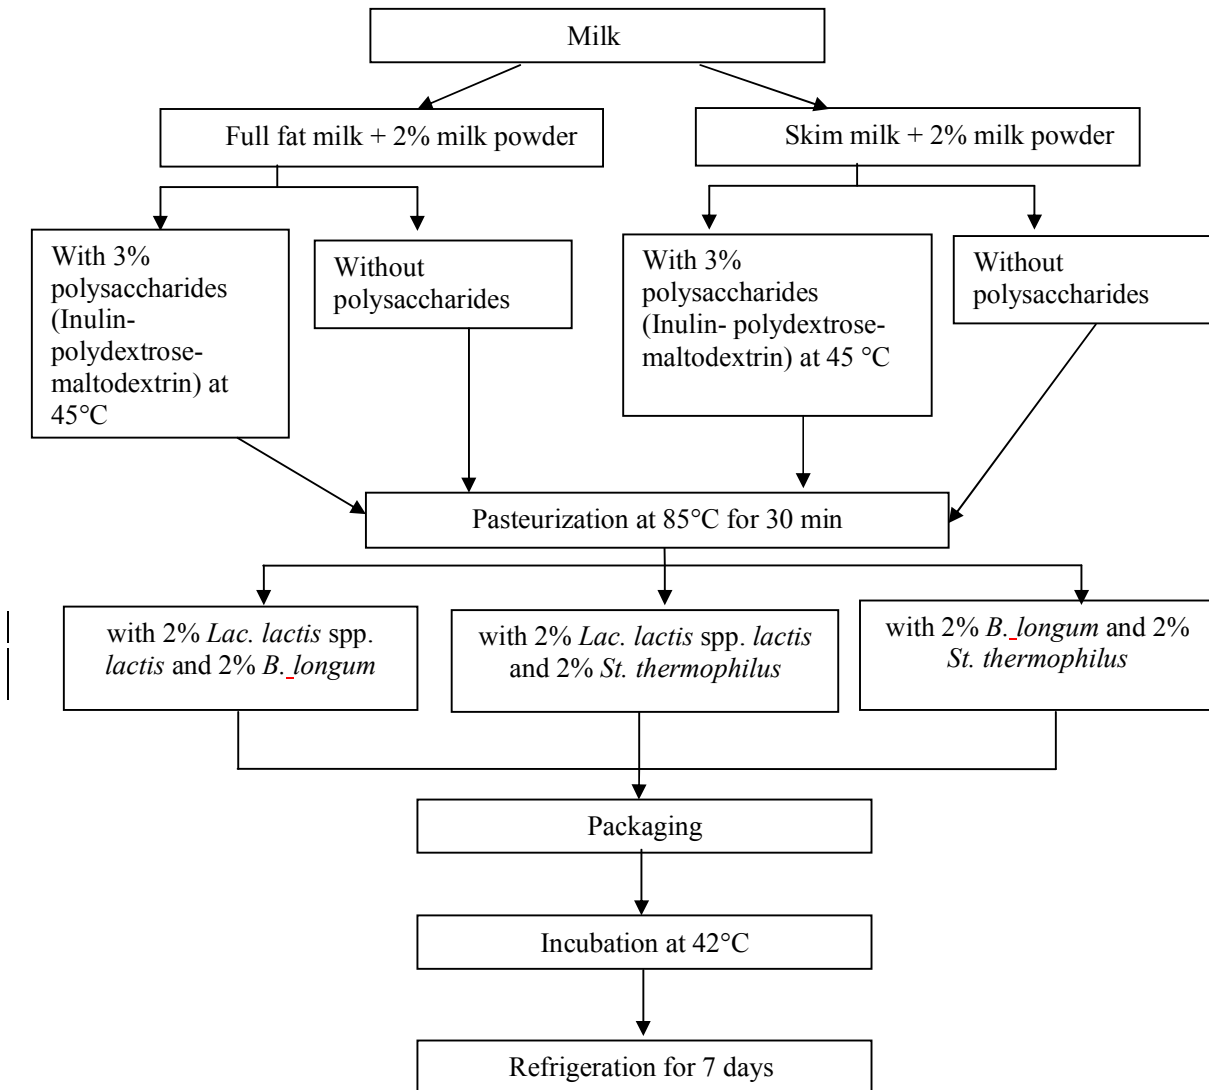 Milk
Full fat milk + 2% milk powder
Skim milk + 2% milk powder
With 3%
polysaccharides
(Inulin-
polydextrose-
maltodextrin) at
45°C
Without
polysaccharides
With 3%
polysaccharides
(Inulin- polydextrose-
maltodextrin) at 45 °C
Without
polysaccharides
Pasteurization at 85°C for 30 min
with 2% Lac. lactis spp.
lactis and 2% B. longum
with 2% Lac. lactis spp. lactis
and 2% St. thermophilus
with 2% B. longum and 2%
St. thermophilus
Packaging
Incubation at 42°C
Refrigeration for 7 days